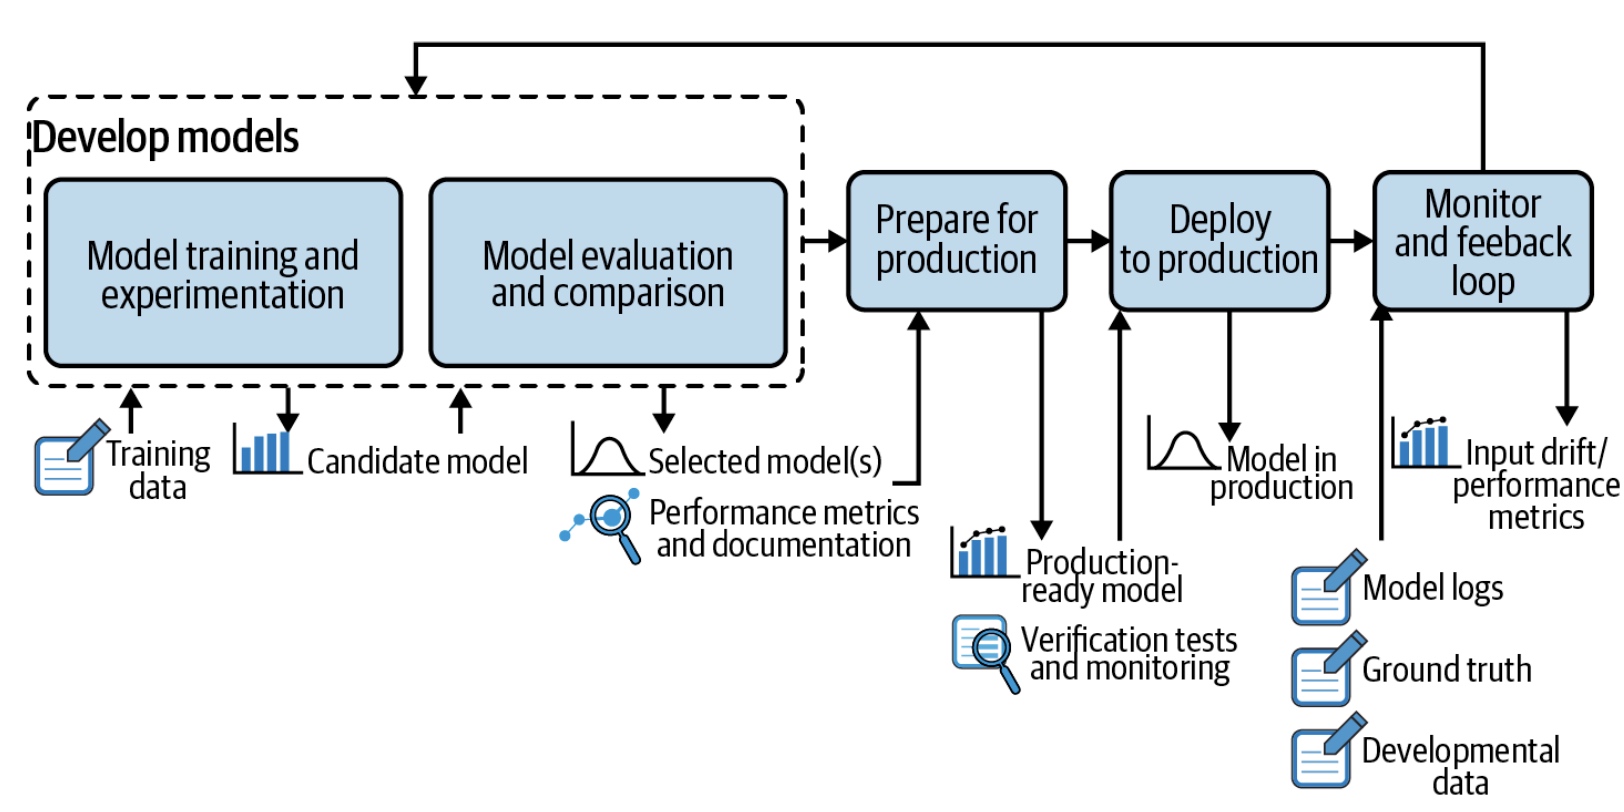 Develop models
Model training and
experimentation
Model evaluation
and comparison
Prepare for
production
Deploy
to production
Monitor
and feeback
loop
Training
data
Candidate model
Selected model(s)
Performance metrics
and documentation
Production-
ready model
Verification tests
and monitoring
Model in
production
Input drift/
performance
metrics
Model logs
Ground truth
Developmental
data